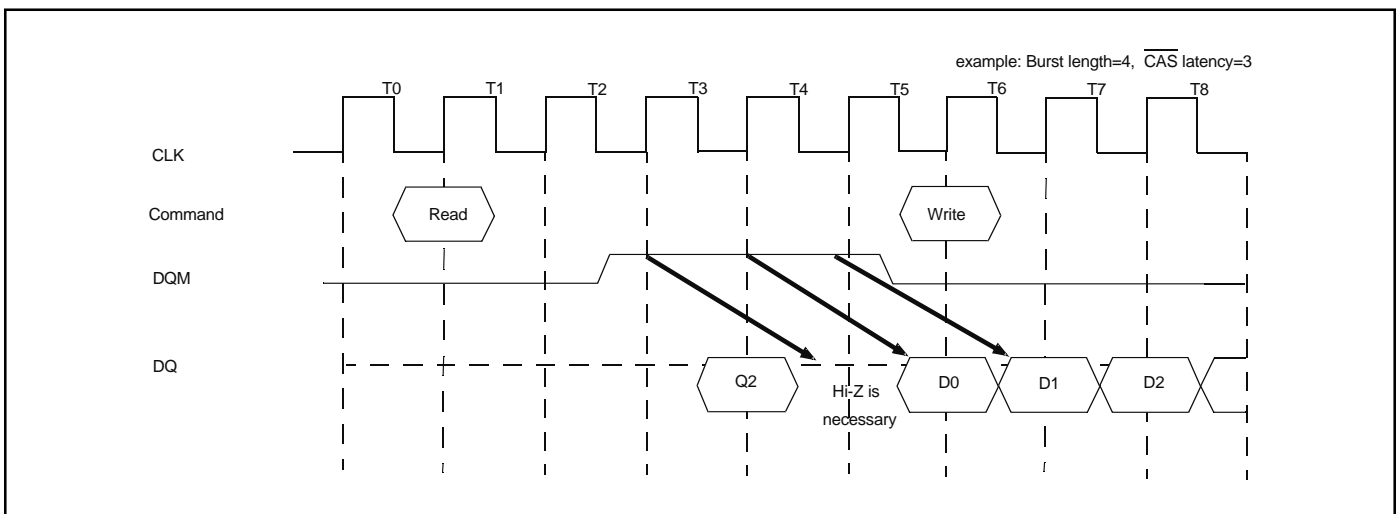 example: Burst length=4, CAS latency=3
T0 T1 T2 T3 T4 T5 T6 T7 T8
CLK
Command
Read
Write
DQM
DQ
Q2
Hi-Z is
necessary
D0
D1
D2